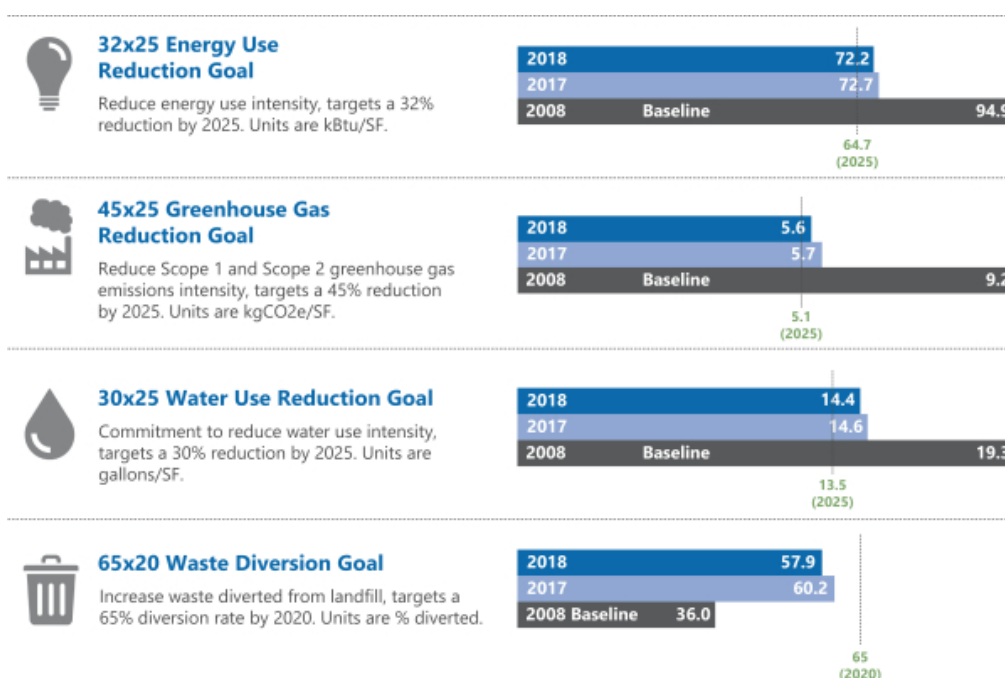 32x25 Energy Use
Reduction Goal
Reduce energy use intensity, targets a 32%
reduction by 2025. Units are kBtu/SF.
2018 72.2
2017 72.7
2008 Baseline 94.9
64.7
(2025)
45x25 Greenhouse Gas
Reduction Goal
Reduce Scope 1 and Scope 2 greenhouse gas
emissions intensity, targets a 45% reduction
by 2025. Units are kgCO2e/SF.
2018 5.6
2017 5.7
2008 Baseline 9.2
5.1
(2025)
30x25 Water Use Reduction Goal
Commitment to reduce water use intensity,
targets a 30% reduction by 2025. Units are
gallons/SF.
2018 14.4
2017 14.6
2008 Baseline 19.3
13.5
(2025)
65x20 Waste Diversion Goal
Increase waste diverted from landfill, targets a
65% diversion rate by 2020. Units are % diverted.
2018 57.9
2017 60.2
2008 Baseline 36.0
65
(2020)